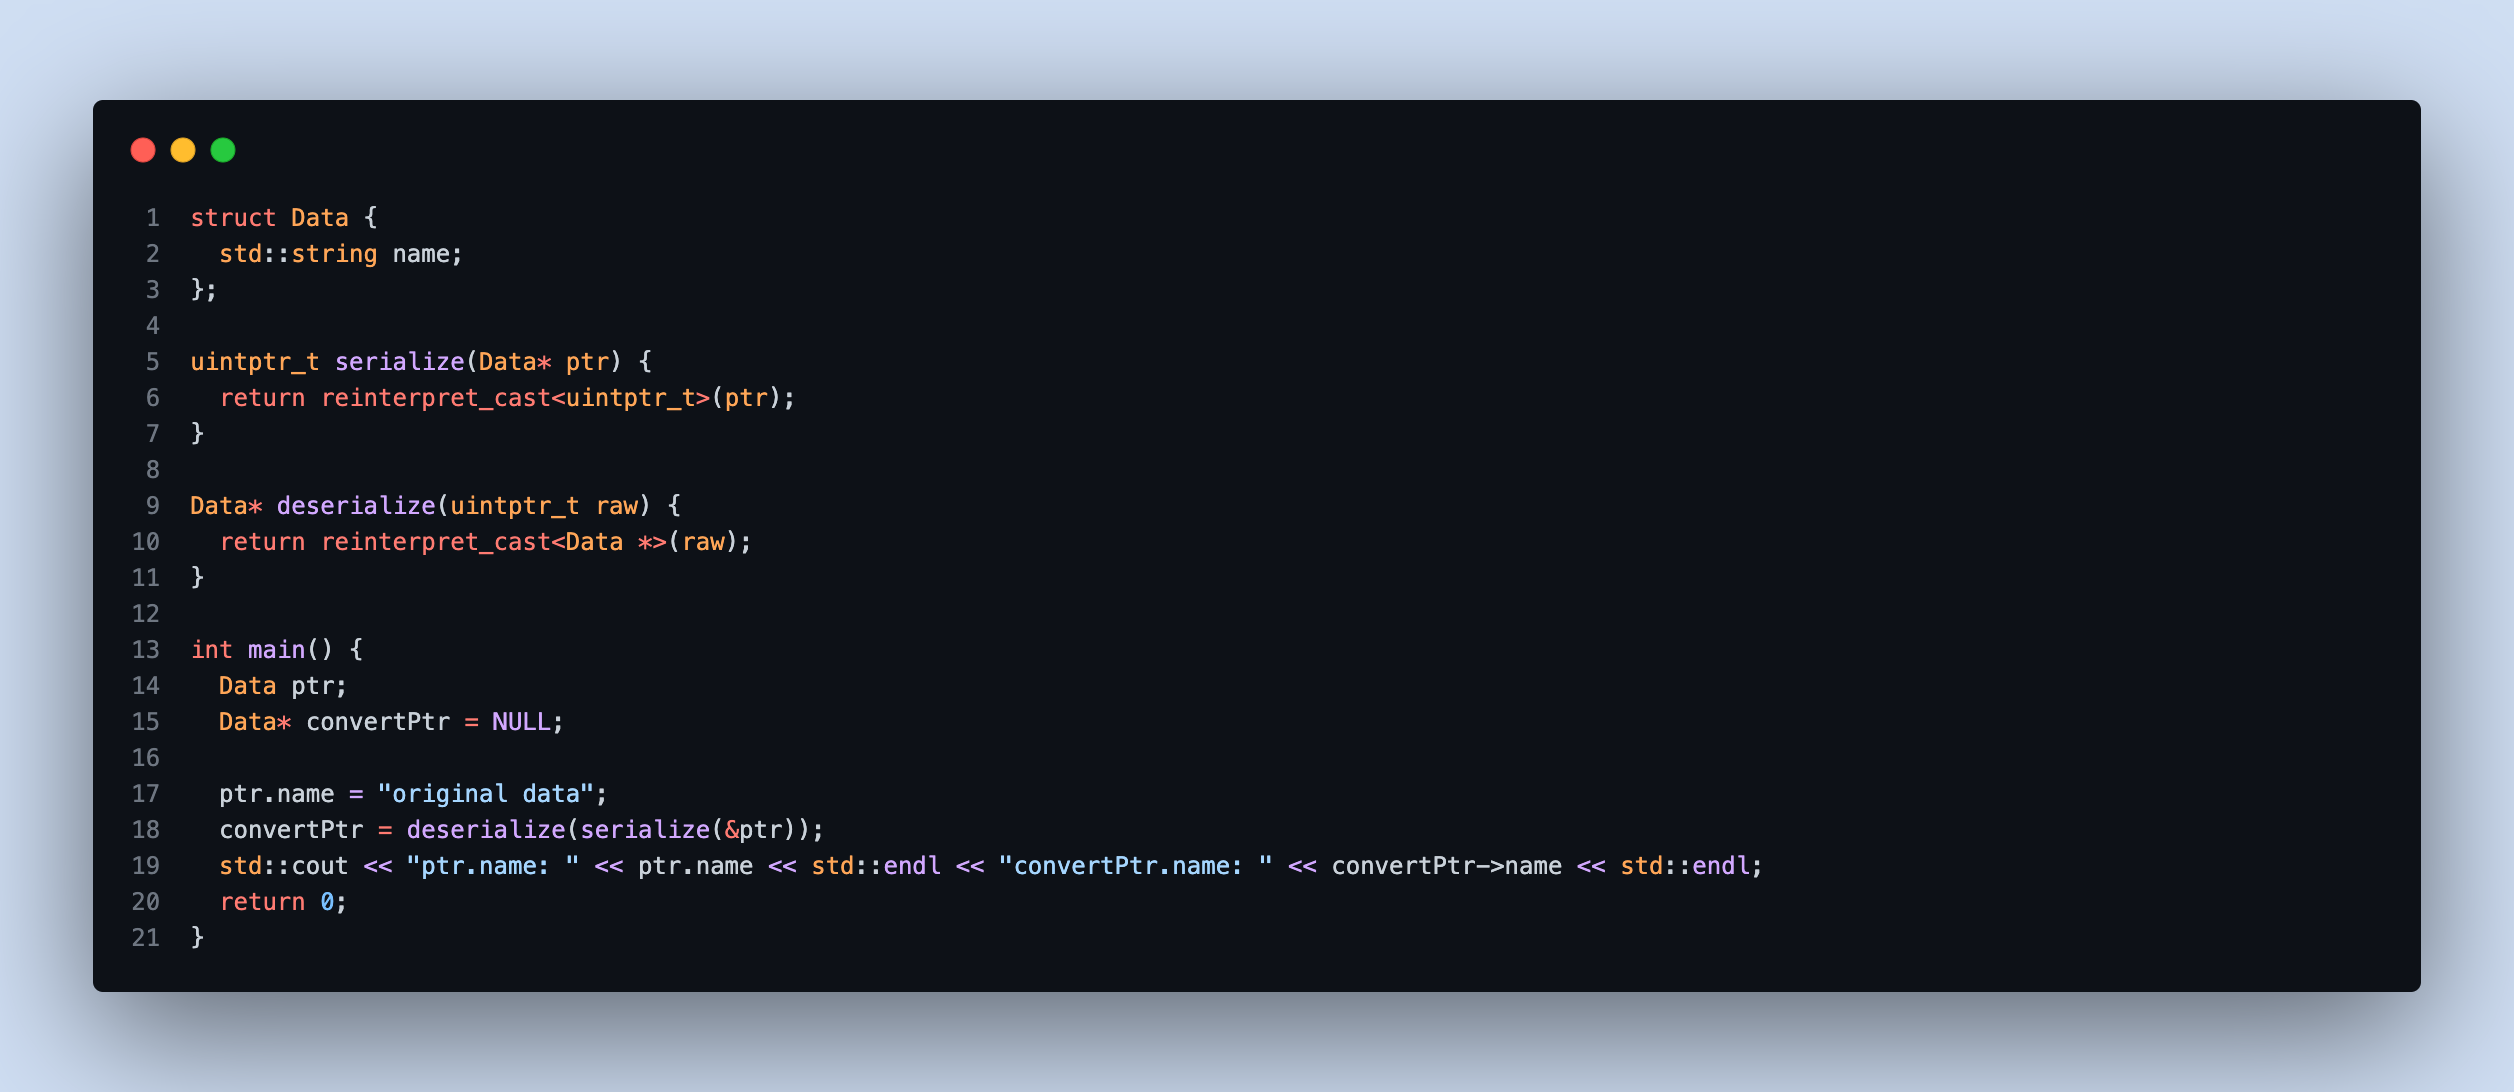 1 struct Data {
2   std::string name;
3 };
4
5 uintptr_t serialize(Data* ptr) {
6   return reinterpret_cast<uintptr_t>(ptr);
7 }
8
9 Data* deserialize(uintptr_t raw) {
10   return reinterpret_cast<Data *>(raw);
11 }
12
13 int main() {
14   Data ptr;
15   Data* convertPtr = NULL;
16
17   ptr.name = "original data";
18   convertPtr = deserialize(serialize(&ptr));
19   std::cout << "ptr.name: " << ptr.name << std::endl << "convertPtr.name: " << convertPtr->name << std::endl;
20   return 0;
21 }